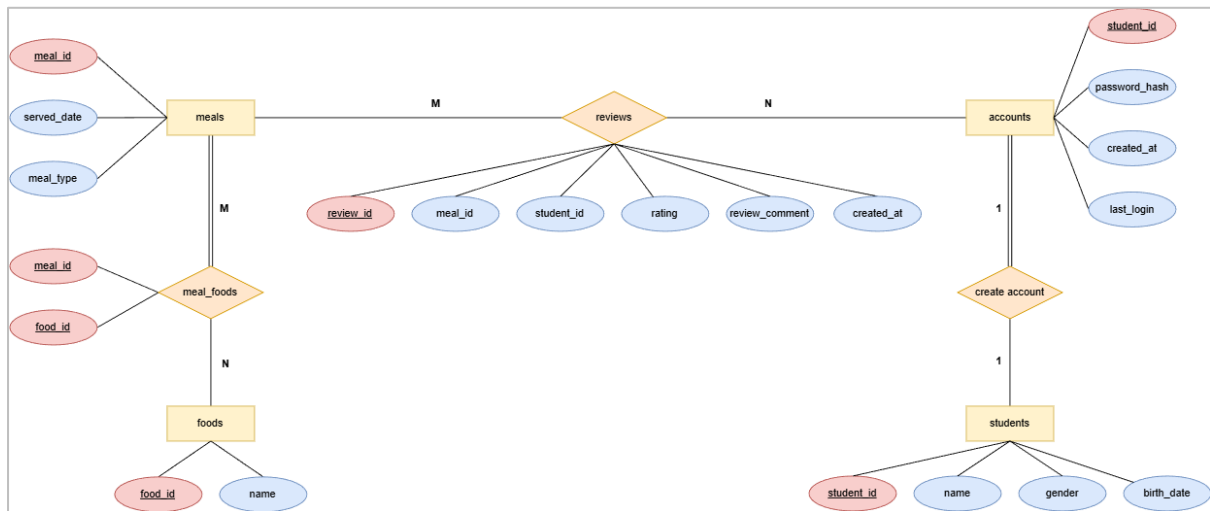 student_id
meal_id
password_hash
served_date
meals
M
reviews
N
accounts
created_at
meal_type
M
review_id
meal_id
student_id
rating
review_comment
created_at
1
last_login
meal_id
meal_foods
create account
food_id
N
1
foods
students
food_id
name
student_id
name
gender
birth_date